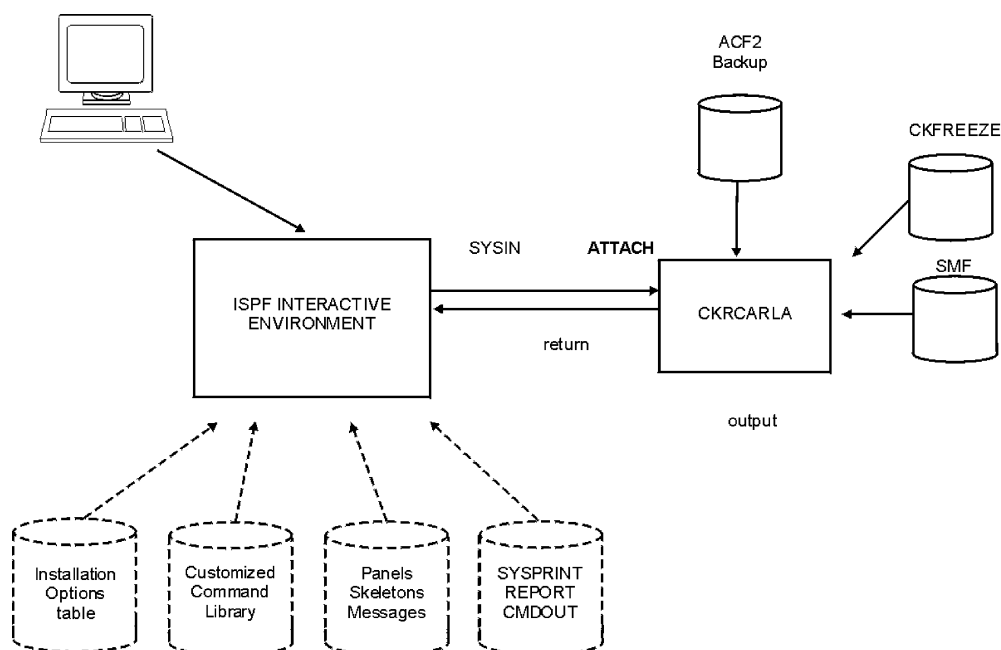 ACF2
Backup
CKFREEZE
SYSIN
ATTACH
SMF
ISPF INTERACTIVE
ENVIRONMENT
CKRCARLA
return
output
Installation
Options
table
Customized
Command
Library
Panels
Skeletons
Messages
SYSPRINT
REPORT
CMDOUT